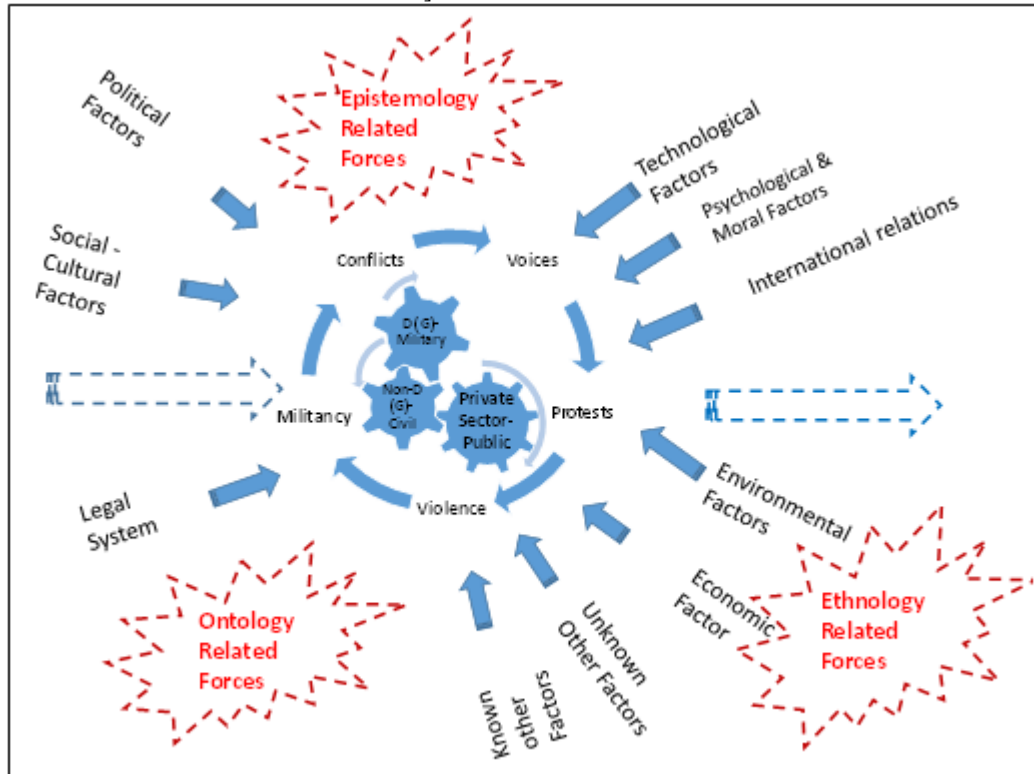 Political
Factors
Epistemology
Related
Forces
Technological
Factors
Psychological &
Moral Factors
International relations
Social -
Cultural
Factors
Conflicts
Voices
D(G)-
Military
Non-D
(G)-
Civil
Private
Sector-
Public
Militancy
Protests
Violence
Legal
System
Environmental
Factors
Economic
Factor
Unknown
Other Factors
Known
other
Factors
Ontology
Related
Forces
Ethnology
Related
Forces